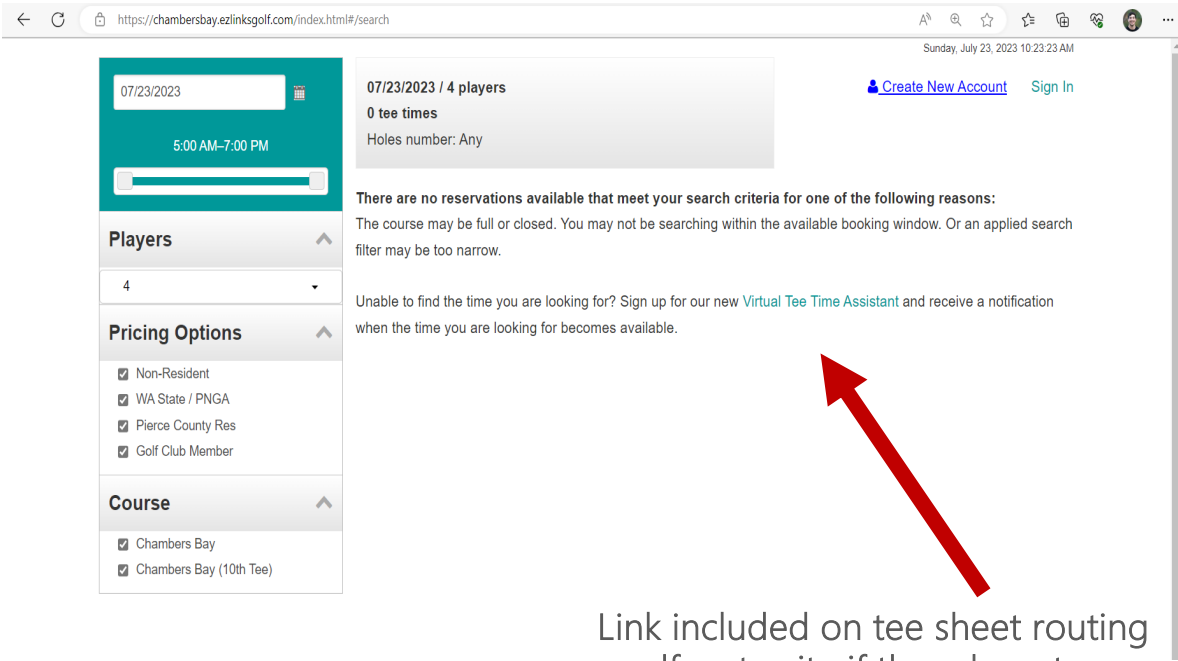 https://chambersbay.ezlinksgolf.com/index.html#/search
Sunday, July 23, 2023 10:23:23 AM
07/23/2023
5:00 AM–7:00 PM
Players
4
Pricing Options
Non-Resident
WA State / PNGA
Pierce County Res
Golf Club Member
Course
Chambers Bay
Chambers Bay (10th Tee)
07/23/2023 / 4 players
0 tee times
Holes number: Any
Create New Account Sign In
There are no reservations available that meet your search criteria for one of the following reasons:
The course may be full or closed. You may not be searching within the available booking window. Or an applied search
filter may be too narrow.
Unable to find the time you are looking for? Sign up for our new Virtual Tee Time Assistant and receive a notification
when the time you are looking for becomes available.
Link included on tee sheet routing